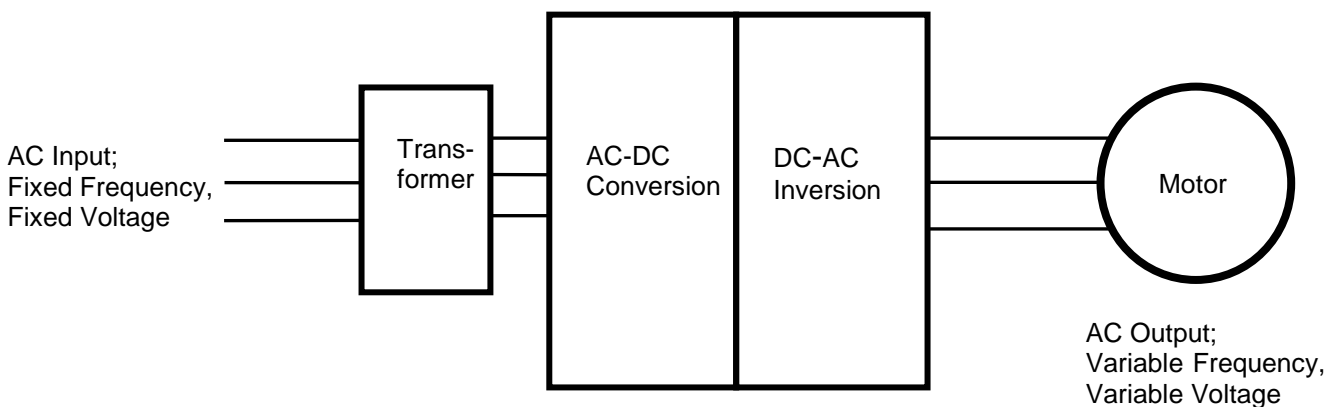 AC Input;
Fixed Frequency,
Fixed Voltage
Trans-
former
AC-DC
Conversion
DC-AC
Inversion
Motor
AC Output;
Variable Frequency,
Variable Voltage